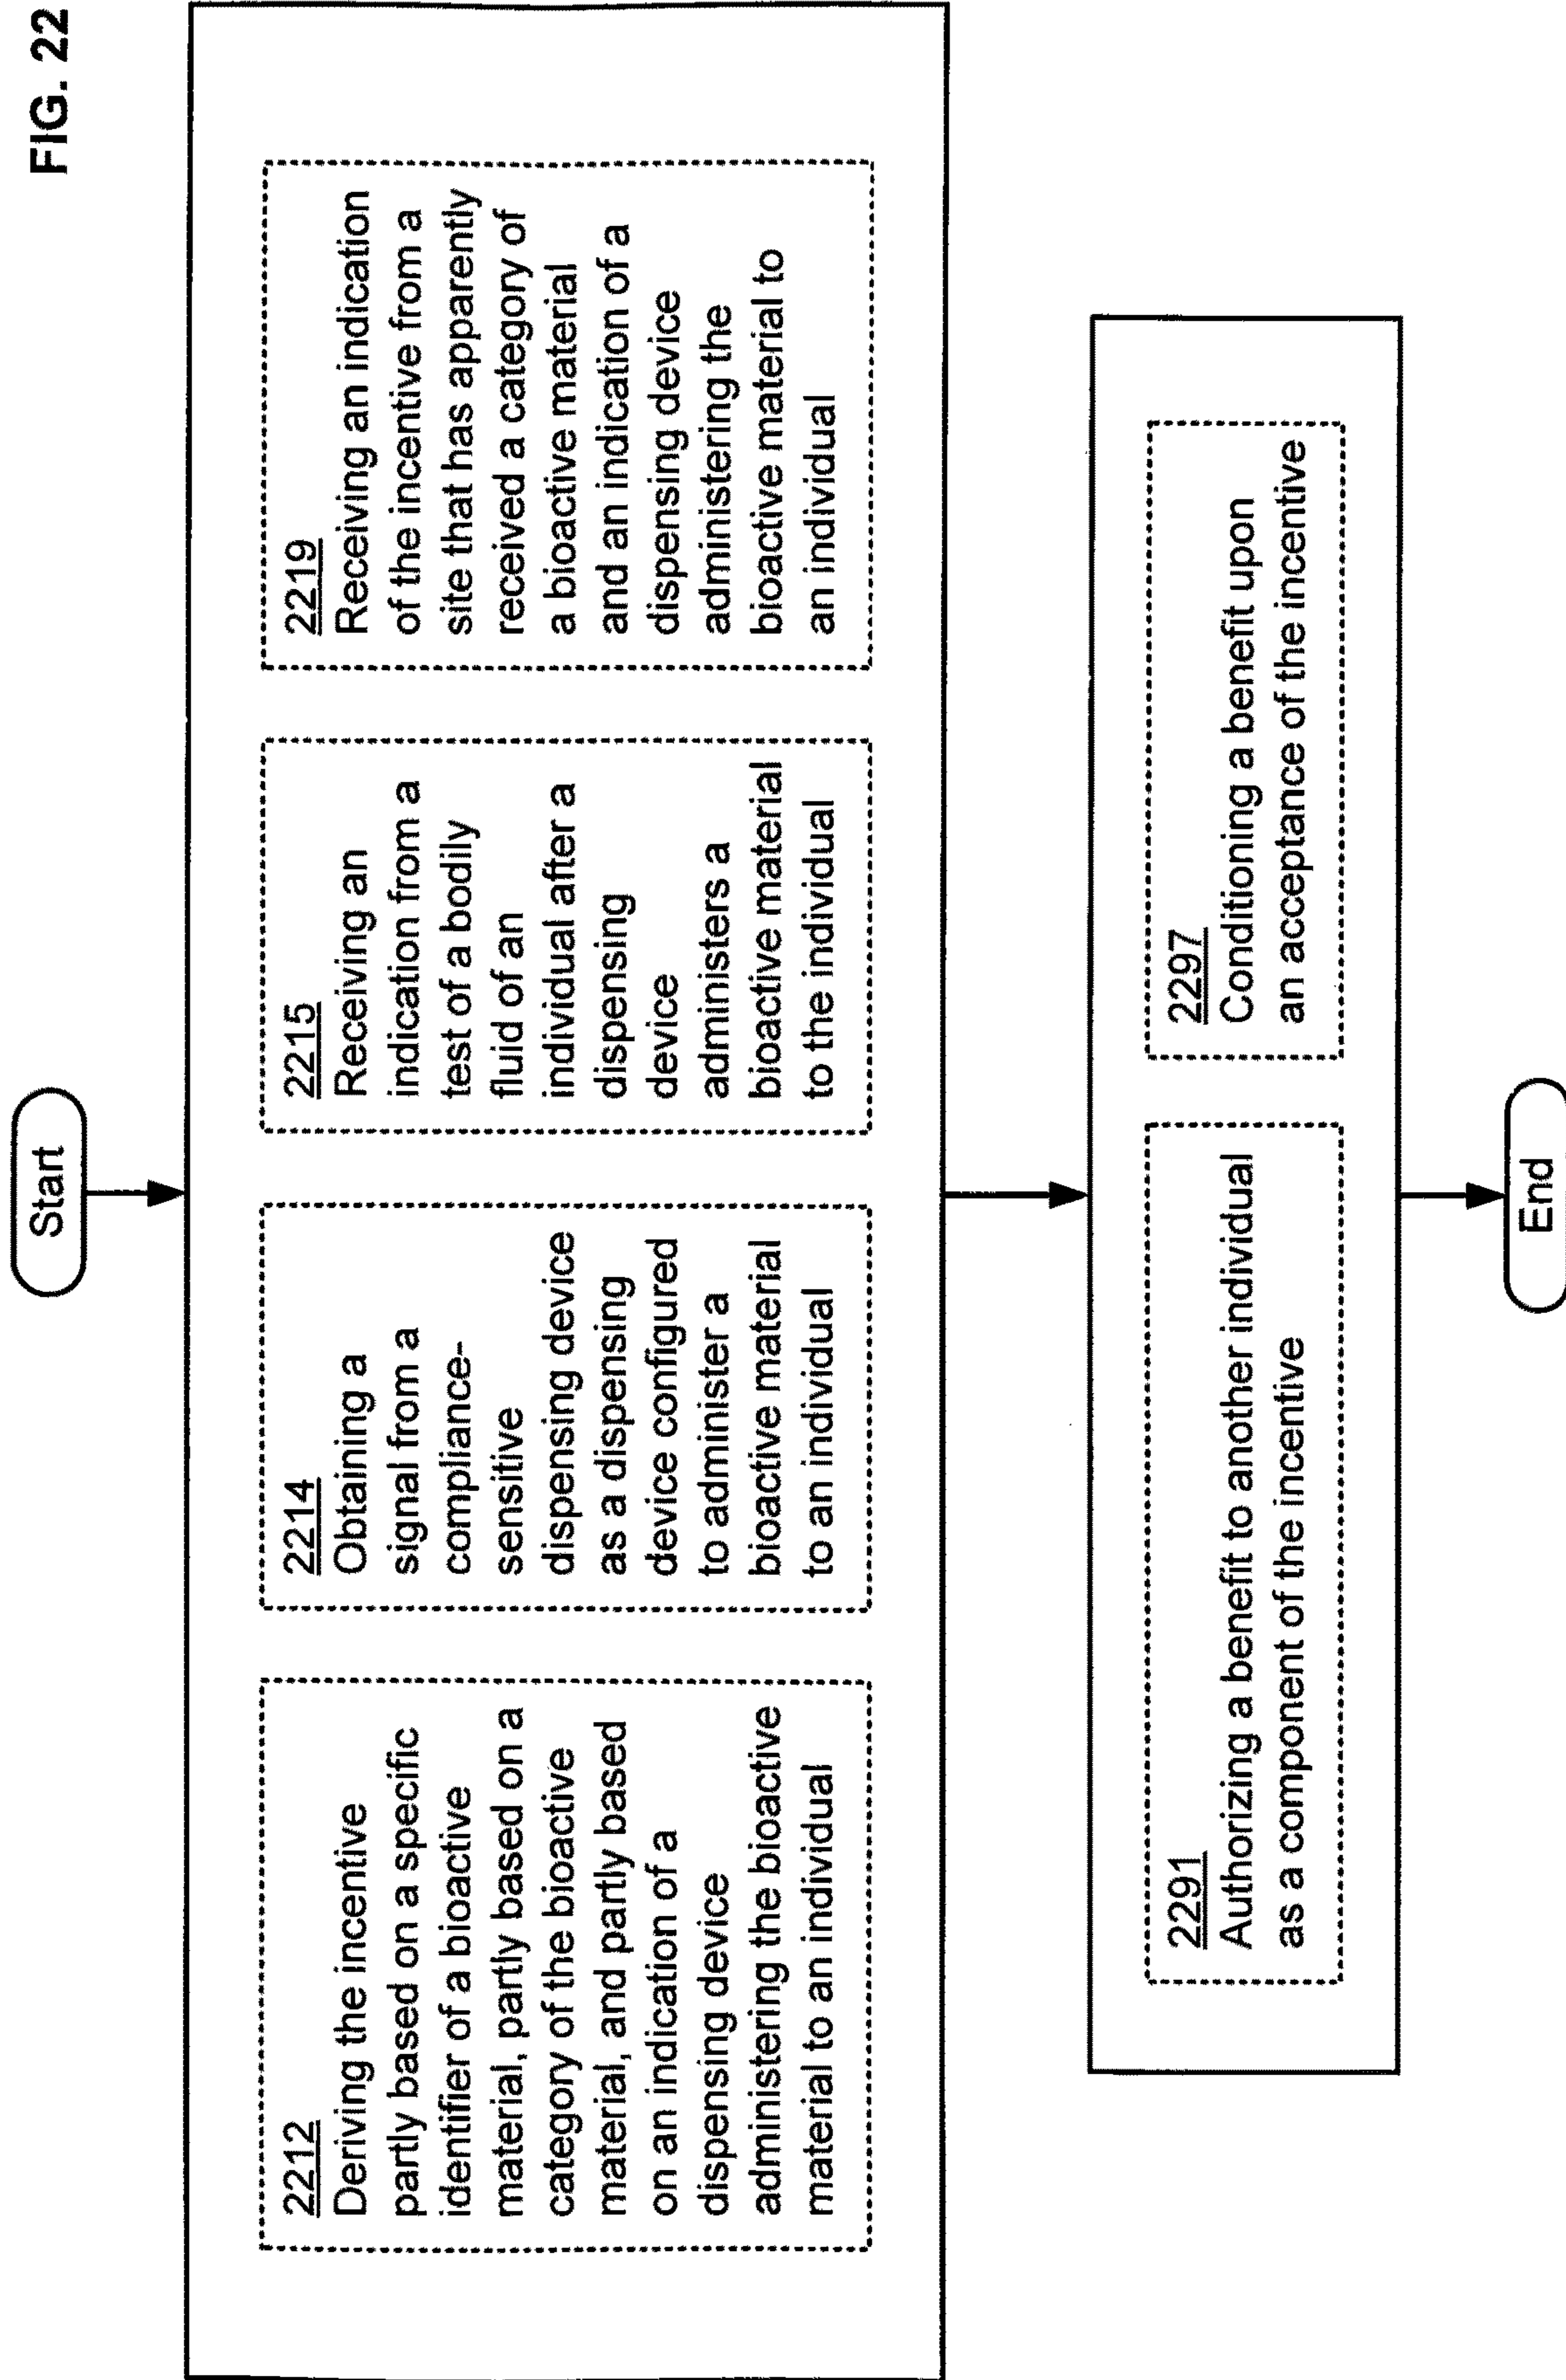 FIG. 22
Start
2212
Deriving the incentive
partly based on a specific
identifier of a bioactive
material, partly based on a
category of the bioactive
material, and partly based
on an indication of a
dispensing device
administering the bioactive
material to an individual
2214
Obtaining a
signal from a
compliance-
sensitive
dispensing device
as a dispensing
device configured
to administer a
bioactive material
to an individual
2215
Receiving an
indication from a
test of a bodily
fluid of an
individual after a
dispensing
device
administers a
bioactive material
to the individual
2219
Receiving an indication
of the incentive from a
site that has apparently
received a category of
a bioactive material
and an indication of a
dispensing device
administering the
bioactive material to
an individual
2291
Authorizing a benefit to another individual
as a component of the incentive
2297
Conditioning a benefit upon
an acceptance of the incentive
End